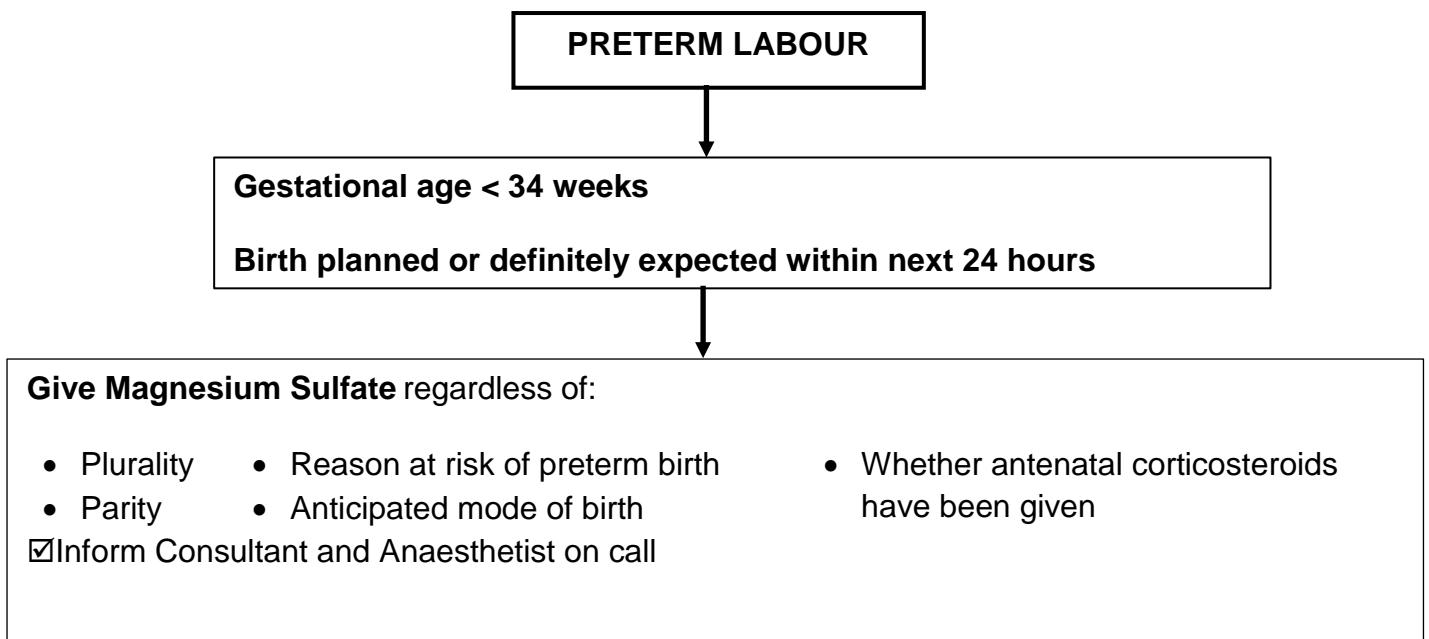 PRETERM LABOUR
Gestational age < 34 weeks
Birth planned or definitely expected within next 24 hours
Give Magnesium Sulfate regardless of:
• Plurality • Reason at risk of preterm birth • Whether antenatal corticosteroids
• Parity • Anticipated mode of birth have been given
☑Inform Consultant and Anaesthetist on call